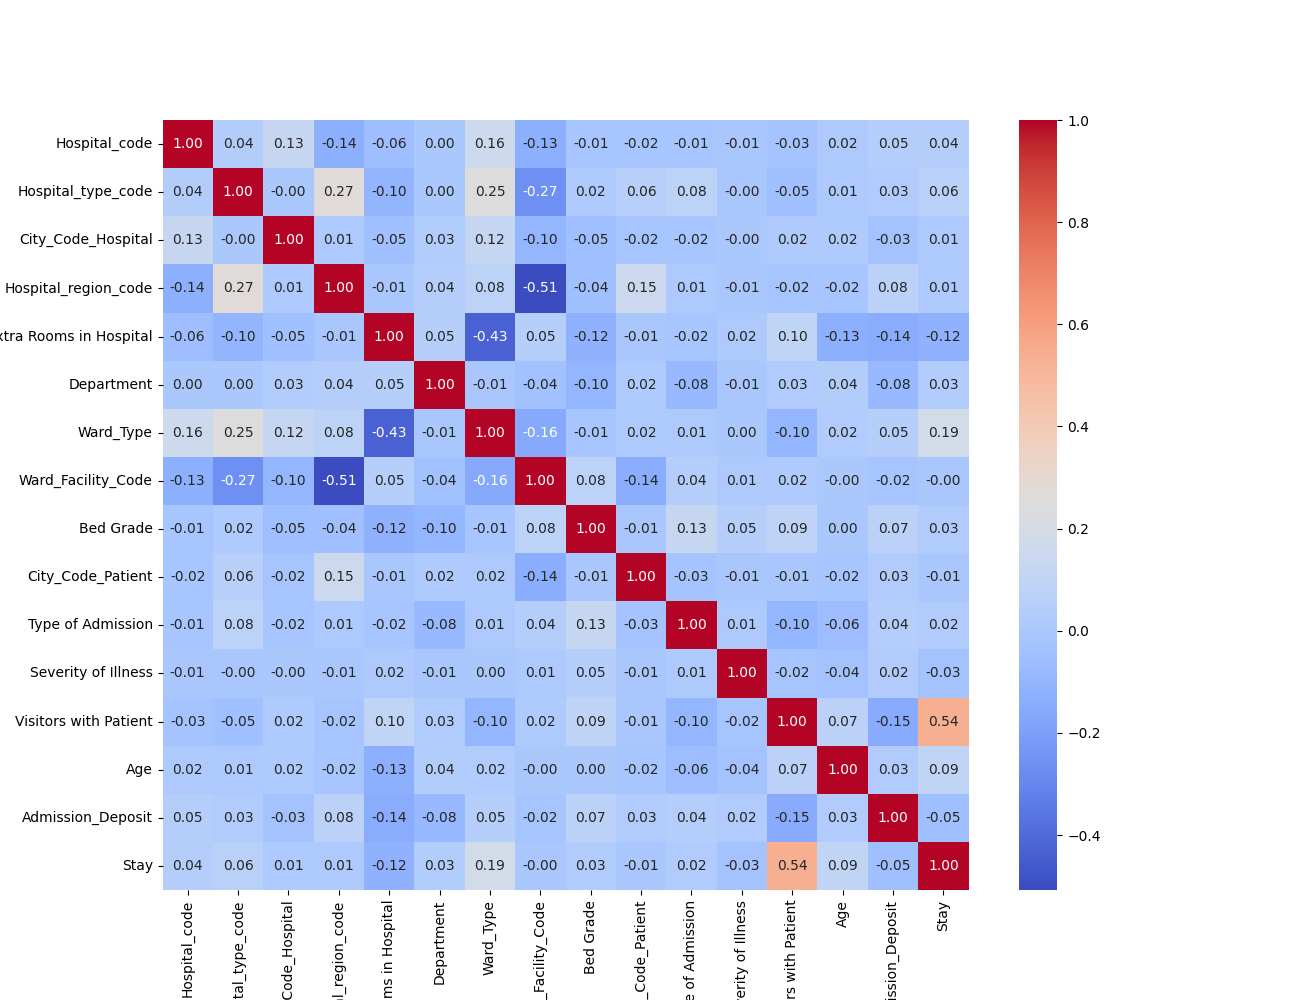 Hospital_code 1.00 0.04 0.13 -0.14 -0.06 0.00 0.16 -0.13 -0.01 -0.02 -0.01 -0.01 -0.03 0.02 0.05 0.04
Hospital_type_code 0.04 1.00 -0.00 0.27 -0.10 0.00 0.25 -0.27 0.02 0.06 0.08 -0.00 -0.05 0.01 0.03 0.06
City_Code_Hospital 0.13 -0.00 1.00 0.01 -0.05 0.03 0.12 -0.10 -0.05 -0.02 -0.02 -0.00 0.02 0.02 -0.03 0.01
Hospital_region_code -0.14 0.27 0.01 1.00 -0.01 0.04 0.08 -0.51 -0.04 0.15 0.01 -0.01 -0.02 -0.02 0.08 0.01
xtra Rooms in Hospital -0.06 -0.10 -0.05 -0.01 1.00 0.05 -0.43 0.05 -0.12 -0.01 -0.02 0.02 0.10 -0.13 -0.14 -0.12
Department 0.00 0.00 0.03 0.04 0.05 1.00 -0.01 -0.04 -0.10 0.02 -0.08 -0.01 0.03 0.04 -0.08 0.03
Ward_Type 0.16 0.25 0.12 0.08 -0.43 -0.01 1.00 -0.16 -0.01 0.02 0.01 0.00 -0.10 0.02 0.05 0.19
Ward_Facility_Code -0.13 -0.27 -0.10 -0.51 0.05 -0.04 -0.16 1.00 0.08 -0.14 0.04 0.01 0.02 -0.00 -0.02 -0.00
Bed Grade -0.01 0.02 -0.05 -0.04 -0.12 -0.10 -0.01 0.08 1.00 -0.01 0.13 0.05 0.09 0.00 0.07 0.03
City_Code_Patient -0.02 0.06 -0.02 0.15 -0.01 0.02 0.02 -0.14 -0.01 1.00 -0.03 -0.01 -0.01 -0.02 0.03 -0.01
Type of Admission -0.01 0.08 -0.02 0.01 -0.02 -0.08 0.01 0.04 0.13 -0.03 1.00 0.01 -0.10 -0.06 0.04 0.02
Severity of Illness -0.01 -0.00 -0.00 -0.01 0.02 -0.01 0.00 0.01 0.05 -0.01 0.01 1.00 -0.02 -0.04 0.02 -0.03
Visitors with Patient -0.03 -0.05 0.02 -0.02 0.10 0.03 -0.10 0.02 0.09 -0.01 -0.10 -0.02 1.00 0.07 -0.15 0.54
Age 0.02 0.01 0.02 -0.02 -0.13 0.04 0.02 -0.00 0.00 -0.02 -0.06 -0.04 0.07 1.00 0.03 0.09
Admission_Deposit 0.05 0.03 -0.03 0.08 -0.14 -0.08 0.05 -0.02 0.07 0.03 0.04 0.02 -0.15 0.03 1.00 -0.05
Stay 0.04 0.06 0.01 0.01 -0.12 0.03 0.19 -0.00 0.03 -0.01 0.02 -0.03 0.54 0.09 -0.05 1.00
Hospital_code
tal_type_code
Code_Hospital
l_region_code
ms in Hospital
Department
Ward_Type
_Facility_Code
Bed Grade
_Code_Patient
e of Admission
verity of Illness
rs with Patient
Age
ission_Deposit
Stay
1.0
0.8
0.6
0.4
0.2
0.0
−0.2
−0.4